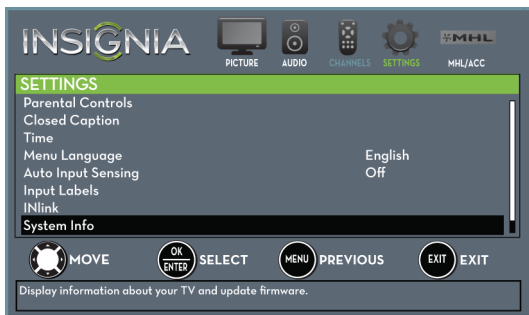 INSIGNIA
PICTURE AUDIO CHANNELS SETTINGS MHL MHL/ACC
SETTINGS
Parental Controls
Closed Caption
Time
Menu Language English
Auto Input Sensing Off
Input Labels
INlink
System Info
MOVE OK ENTER SELECT MENU PREVIOUS EXIT EXIT
Display information about your TV and update firmware.